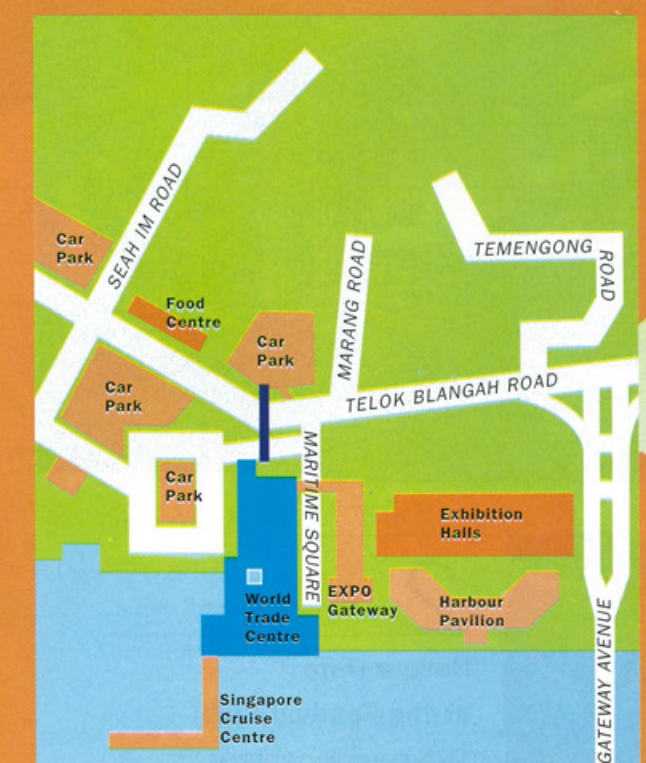 Car
Park
SEAH IM ROAD
Food
Centre
Car
Park
MARANG ROAD
TEMENGONG
ROAD
Car
Park
TELOK BLANGAH ROAD
Car
Park
MARITIME SQUARE
Exhibition
Halls
World
Trade
Centre
EXPO
Gateway
Harbour
Pavilion
GATEWAY AVENUE
Singapore
Cruise
Centre